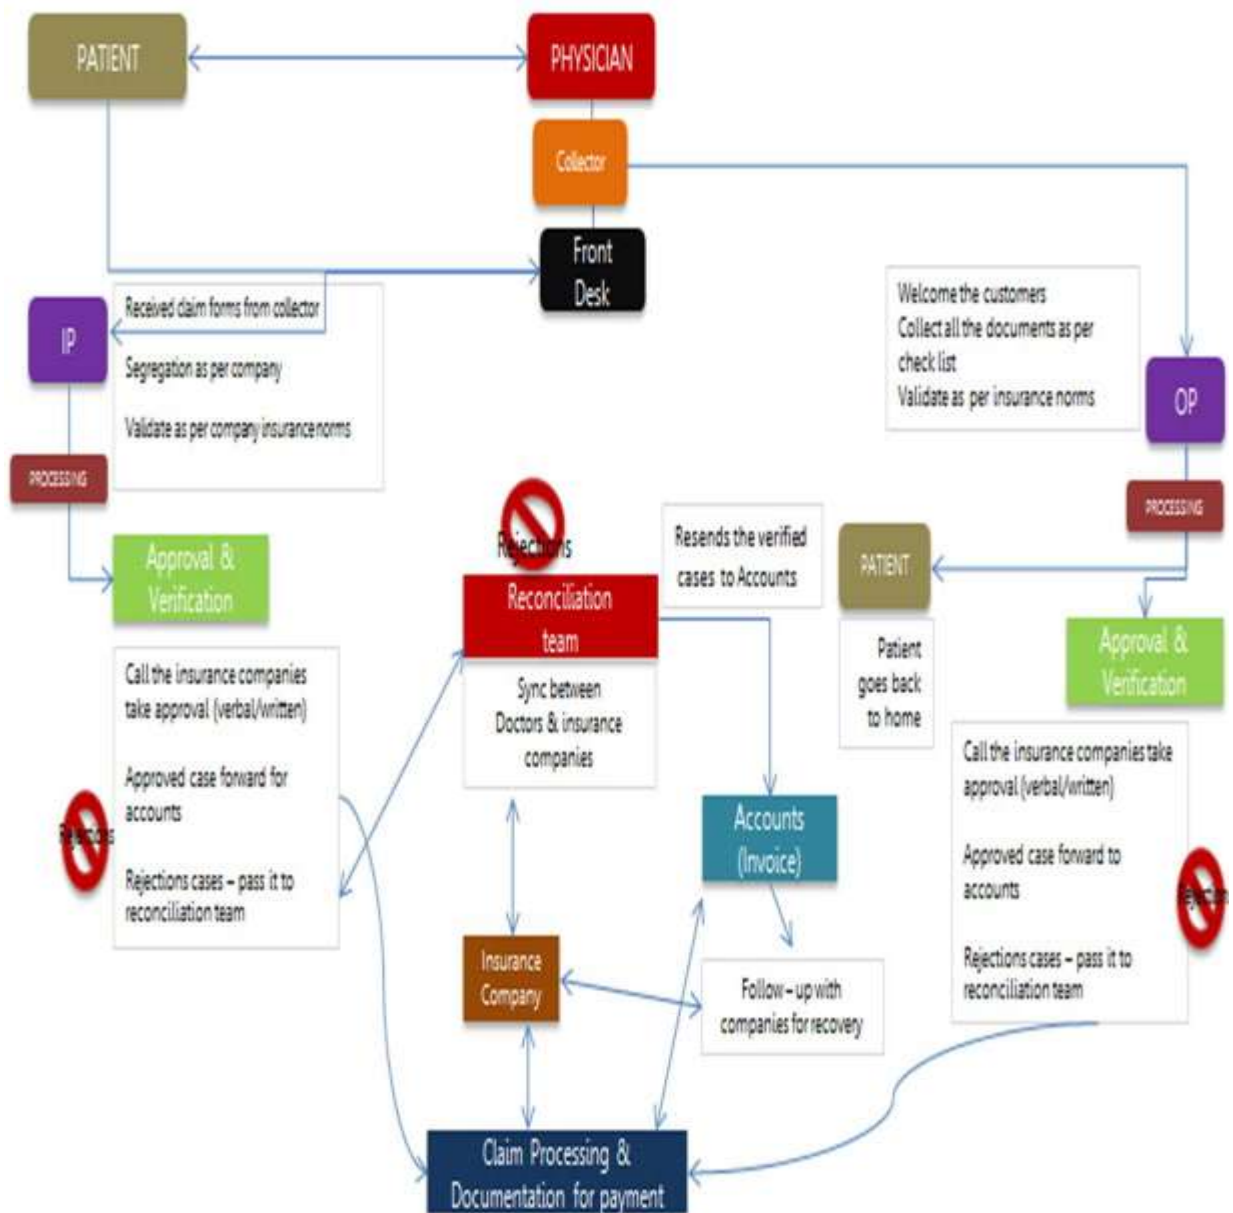 PATIENT
PHYSICIAN
Collector
Front
Desk
IP
Received claim forms from collector
Segregation as per company
Validate as per company insurance norms
PROCESSING
Approval &
Verification
Call the insurance companies
take approval (verbal/written)
Approved case forward for
accounts
Rejections cases – pass it to
reconciliation team
Rejections
Rejections
Reconciliation
team
Sync between
Doctors & insurance
companies
Resends the verified
cases to Accounts
Accounts
(Invoice)
Insurance
Company
Follow – up with
companies for recovery
Claim Processing &
Documentation for payment
Welcome the customers
Collect all the documents as per
check list
Validate as per insurance norms
OP
PROCESSING
PATIENT
Patient
goes back
to home
Approval &
Verification
Call the insurance companies take
approval (verbal/written)
Approved case forward to
accounts
Rejections cases – pass it to
reconciliation team
Rejection